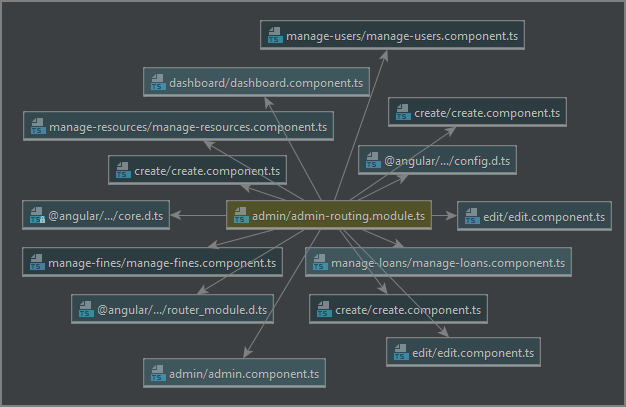 manage-users/manage-users.component.ts
dashboard/dashboard.component.ts
create/create.component.ts
manage-resources/manage-resources.component.ts
@angular/.../config.d.ts
create/create.component.ts
@angular/.../core.d.ts
admin/admin-routing.module.ts
edit/edit.component.ts
manage-fines/manage-fines.component.ts
manage-loans/manage-loans.component.ts
@angular/.../router_module.d.ts
create/create.component.ts
edit/edit.component.ts
admin/admin.component.ts